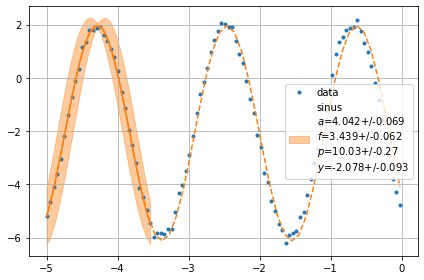 2
0
−2
−4
−6
−5
−4
−3
−2
−1
0
data
sinus
a=4.042+/-0.069
f=3.439+/-0.062
p=10.03+/-0.27
y=-2.078+/-0.093